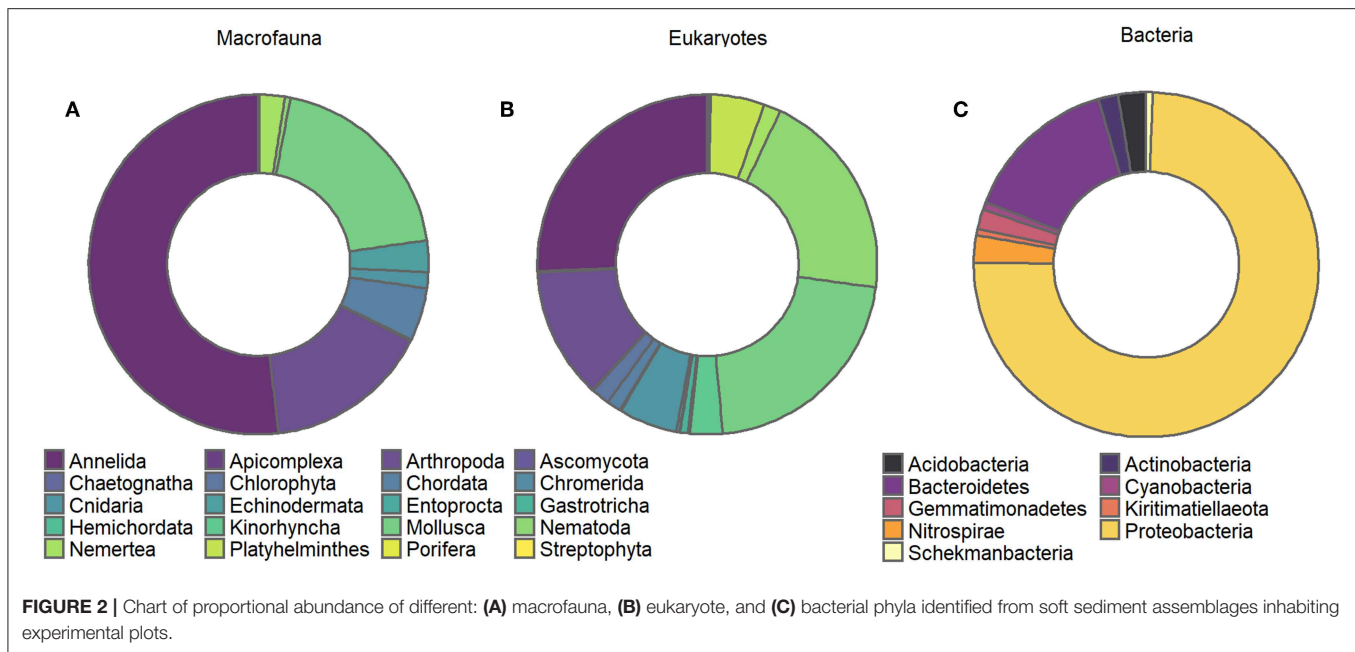 Macrofauna
Eukaryotes
Bacteria
A
B
C
Annelida Apicomplexa Arthropoda Ascomycota
Chaetognatha Chlorophyta Chordata Chromerida
Cnidaria Echinodermata Entoprocta Gastrotricha
Hemichordata Kinorhyncha Mollusca Nematoda
Nemertea Platyhelminthes Porifera Streptophyta
Acidobacteria Actinobacteria
Bacteroidetes Cyanobacteria
Gemmatimonadetes Kiritimatiellaeota
Nitrospirae Proteobacteria
Schekmanbacteria
FIGURE 2 | Chart of proportional abundance of different: (A) macrofauna, (B) eukaryote, and (C) bacterial phyla identified from soft sediment assemblages inhabiting
experimental plots.